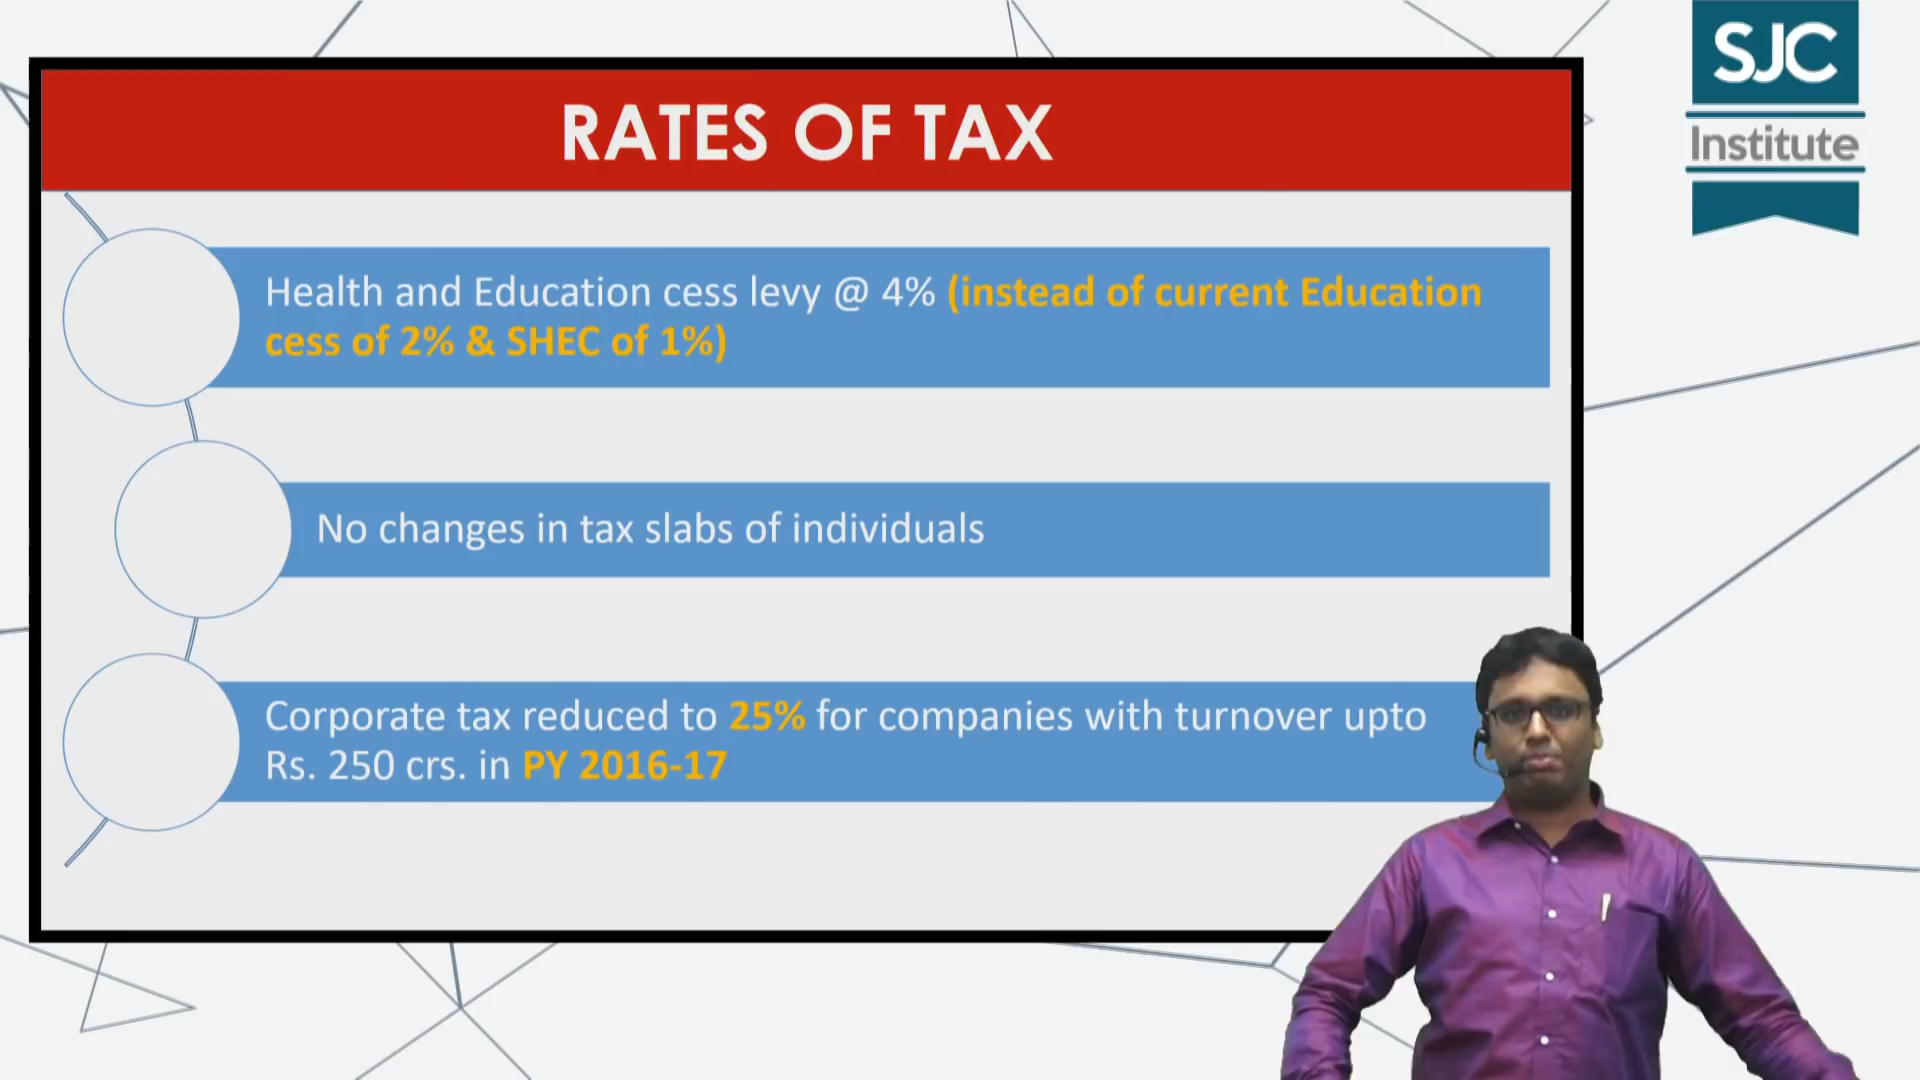 RATES OF TAX
Health and Education cess levy @ 4% (instead of current Education
cess of 2% & SHEC of 1%)
No changes in tax slabs of individuals
Corporate tax reduced to 25% for companies with turnover upto
Rs. 250 crs. in PY 2016-17
SJC
Institute